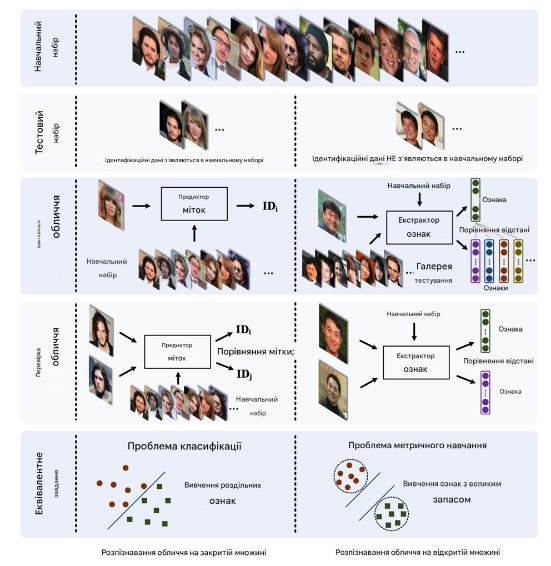 Навчальний
набір
...
Тестовий
набір
...
...
Ідентифікаційні дані з'являються в навчальному наборі
Ідентифікаційні дані НЕ з'являються в навчальному наборі
Ідентифікація
обличчя
Предиктор
міток
IDi
Навчальний
набір
...
Навчальний набір
Екстрактор
ознак
Ознака
Порівняння відстані
Галерея
тестування
...
Ознаки
Перевірка
обличчя
Предиктор
міток
IDi
Порівняння мітки;
IDj
Навчальний
набір
...
Навчальний набір
Екстрактор
ознак
Ознака
Порівняння відстані
Ознака
Еквівалентне
завдання
Проблема класифікації
Вивчення роздільних
ознак
Проблема метричного навчання
Вивчення ознак з великим
запасом
Розпізнавання обличчя на закритій множині
Розпізнавання обличчя на відкритій множині